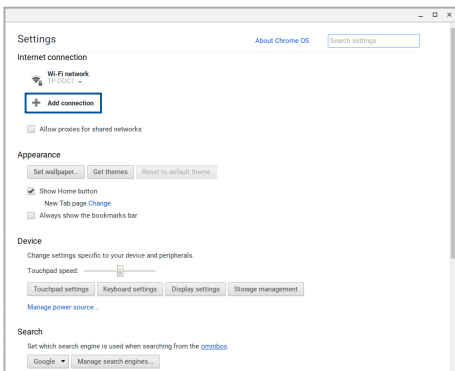 Settings
About Chrome OS
Search settings
Internet connection
Wi-Fi network
TP-DOC1
Add connection
Allow proxies for shared networks
Appearance
Set wallpaper... Get themes Reset to default theme
Show Home button
New Tab page Change
Always show the bookmarks bar
Device
Change settings specific to your device and peripherals.
Touchpad speed:
Touchpad settings Keyboard settings Display settings Storage management
Manage power source...
Search
Set which search engine is used when searching from the omnibox.
Google Manage search engines...